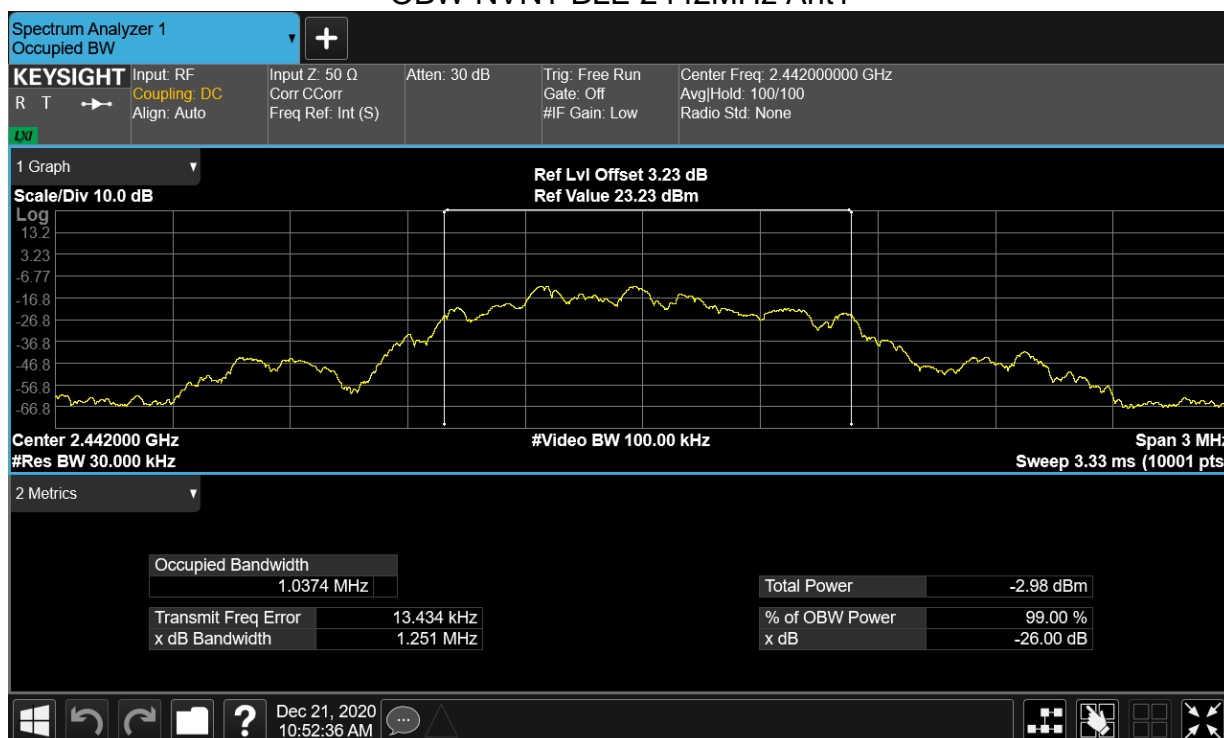 Spectrum Analyzer 1
Occupied BW
KEYSIGHT
R T
LXI
Input: RF
Coupling: DC
Align: Auto
Input Z: 50 Ω
Corr CCorr
Freq Ref: Int (S)
Atten: 30 dB
Trig: Free Run
Gate: Off
#IF Gain: Low
Center Freq: 2.442000000 GHz
Avg|Hold: 100/100
Radio Std: None
1 Graph
Scale/Div 10.0 dB
Ref Lvl Offset 3.23 dB
Ref Value 23.23 dBm
Log
13.2
3.23
-6.77
-16.8
-26.8
-36.8
-46.8
-56.8
-66.8
Center 2.442000 GHz
#Video BW 100.00 kHz
Span 3 MHz
#Res BW 30.000 kHz
Sweep 3.33 ms (10001 pts
2 Metrics
Occupied Bandwidth
1.0374 MHz
Total Power -2.98 dBm
Transmit Freq Error 13.434 kHz
% of OBW Power 99.00 %
x dB Bandwidth 1.251 MHz
x dB -26.00 dB
?
Dec 21, 2020
10:52:36 AM